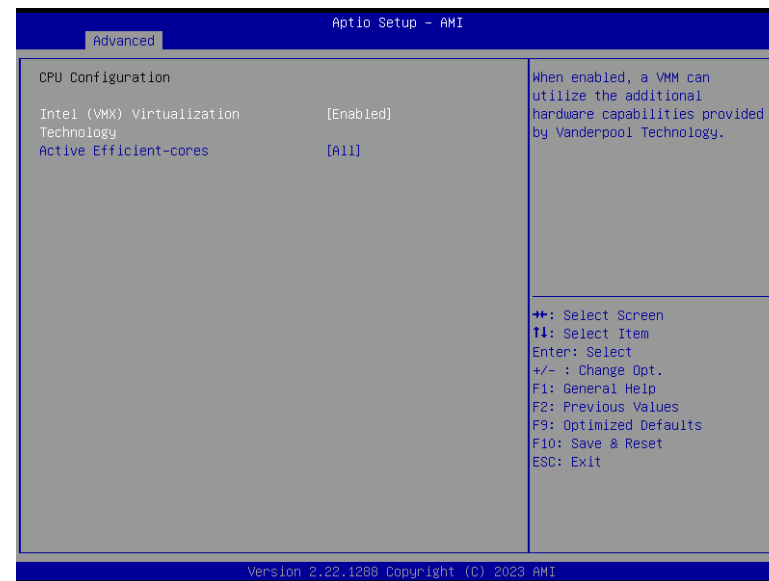 Aptio Setup - AMI
Advanced
CPU Configuration
Intel (VMX) Virtualization [Enabled]
Technology
Active Efficient-cores [All]
When enabled, a VMM can
utilize the additional
hardware capabilities provided
by Vanderpool Technology.
→←: Select Screen
↑↓: Select Item
Enter: Select
+/- : Change Opt.
F1: General Help
F2: Previous Values
F9: Optimized Defaults
F10: Save & Reset
ESC: Exit
Version 2.22.1288 Copyright (C) 2023 AMI